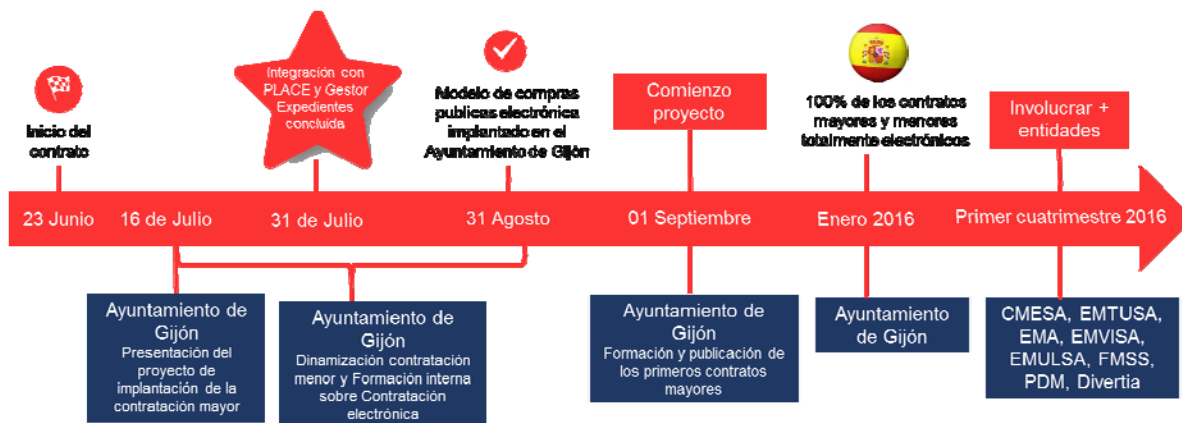 Inicio del
contrato
Integración con
PLACE y Gestor
Expedientes
concluida
Modelo de compras
publicas electrónica
implantado en el
Ayuntamiento de Gijón
Comienzo
proyecto
100% de los contratos
mayores y menores
totalmente electrónicos
Involucrar +
entidades
23 Junio
16 de Julio
31 de Julio
31 Agosto
01 Septiembre
Enero 2016
Primer cuatrimestre 2016
Ayuntamiento de
Gijón
Presentación del
proyecto de
implantación de la
contratación mayor
Ayuntamiento de
Gijón
Dinamización contratación
menor y Formación interna
sobre Contratación
electrónica
Ayuntamiento de
Gijón
Formación y publicación de
los primeros contratos
mayores
Ayuntamiento
de Gijón
CMESA, EMTUSA,
EMA, EMVISA,
EMULSA, FMSS,
PDM, Divertia